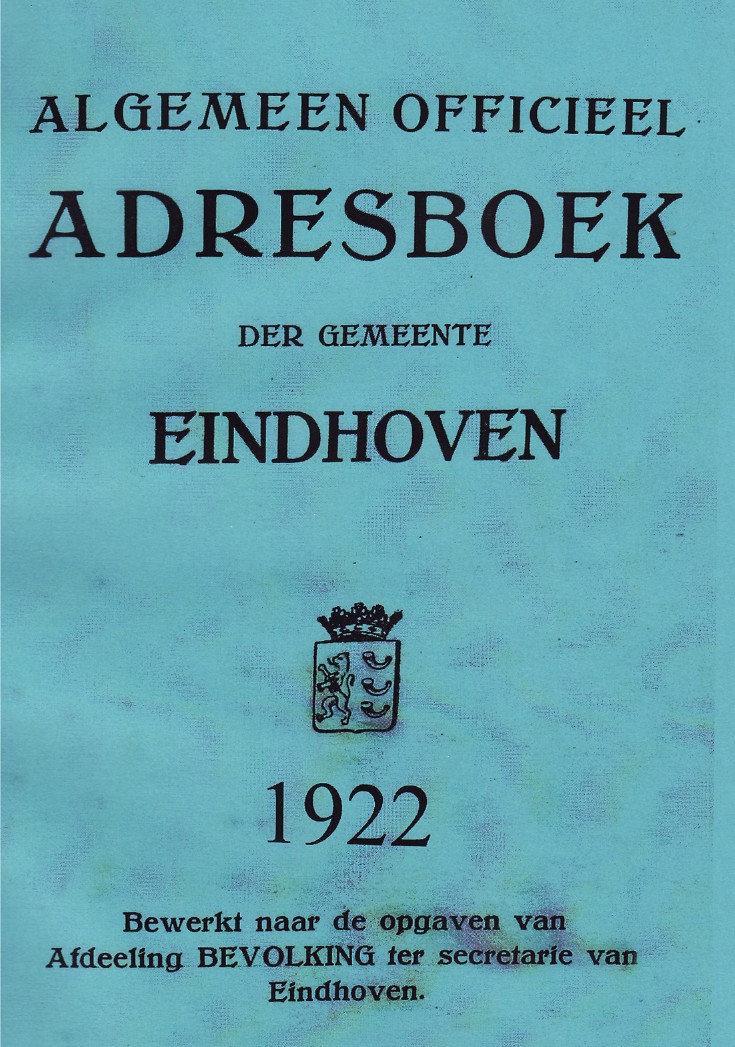 ALGEMEEN OFFICIEEL
ADRESBOEK
DER GEMEENTE
EINDHOVEN
1922
Bewerkt naar de opgaven van
Afdeeling BEVOLKING ter secretarie van
Eindhoven.